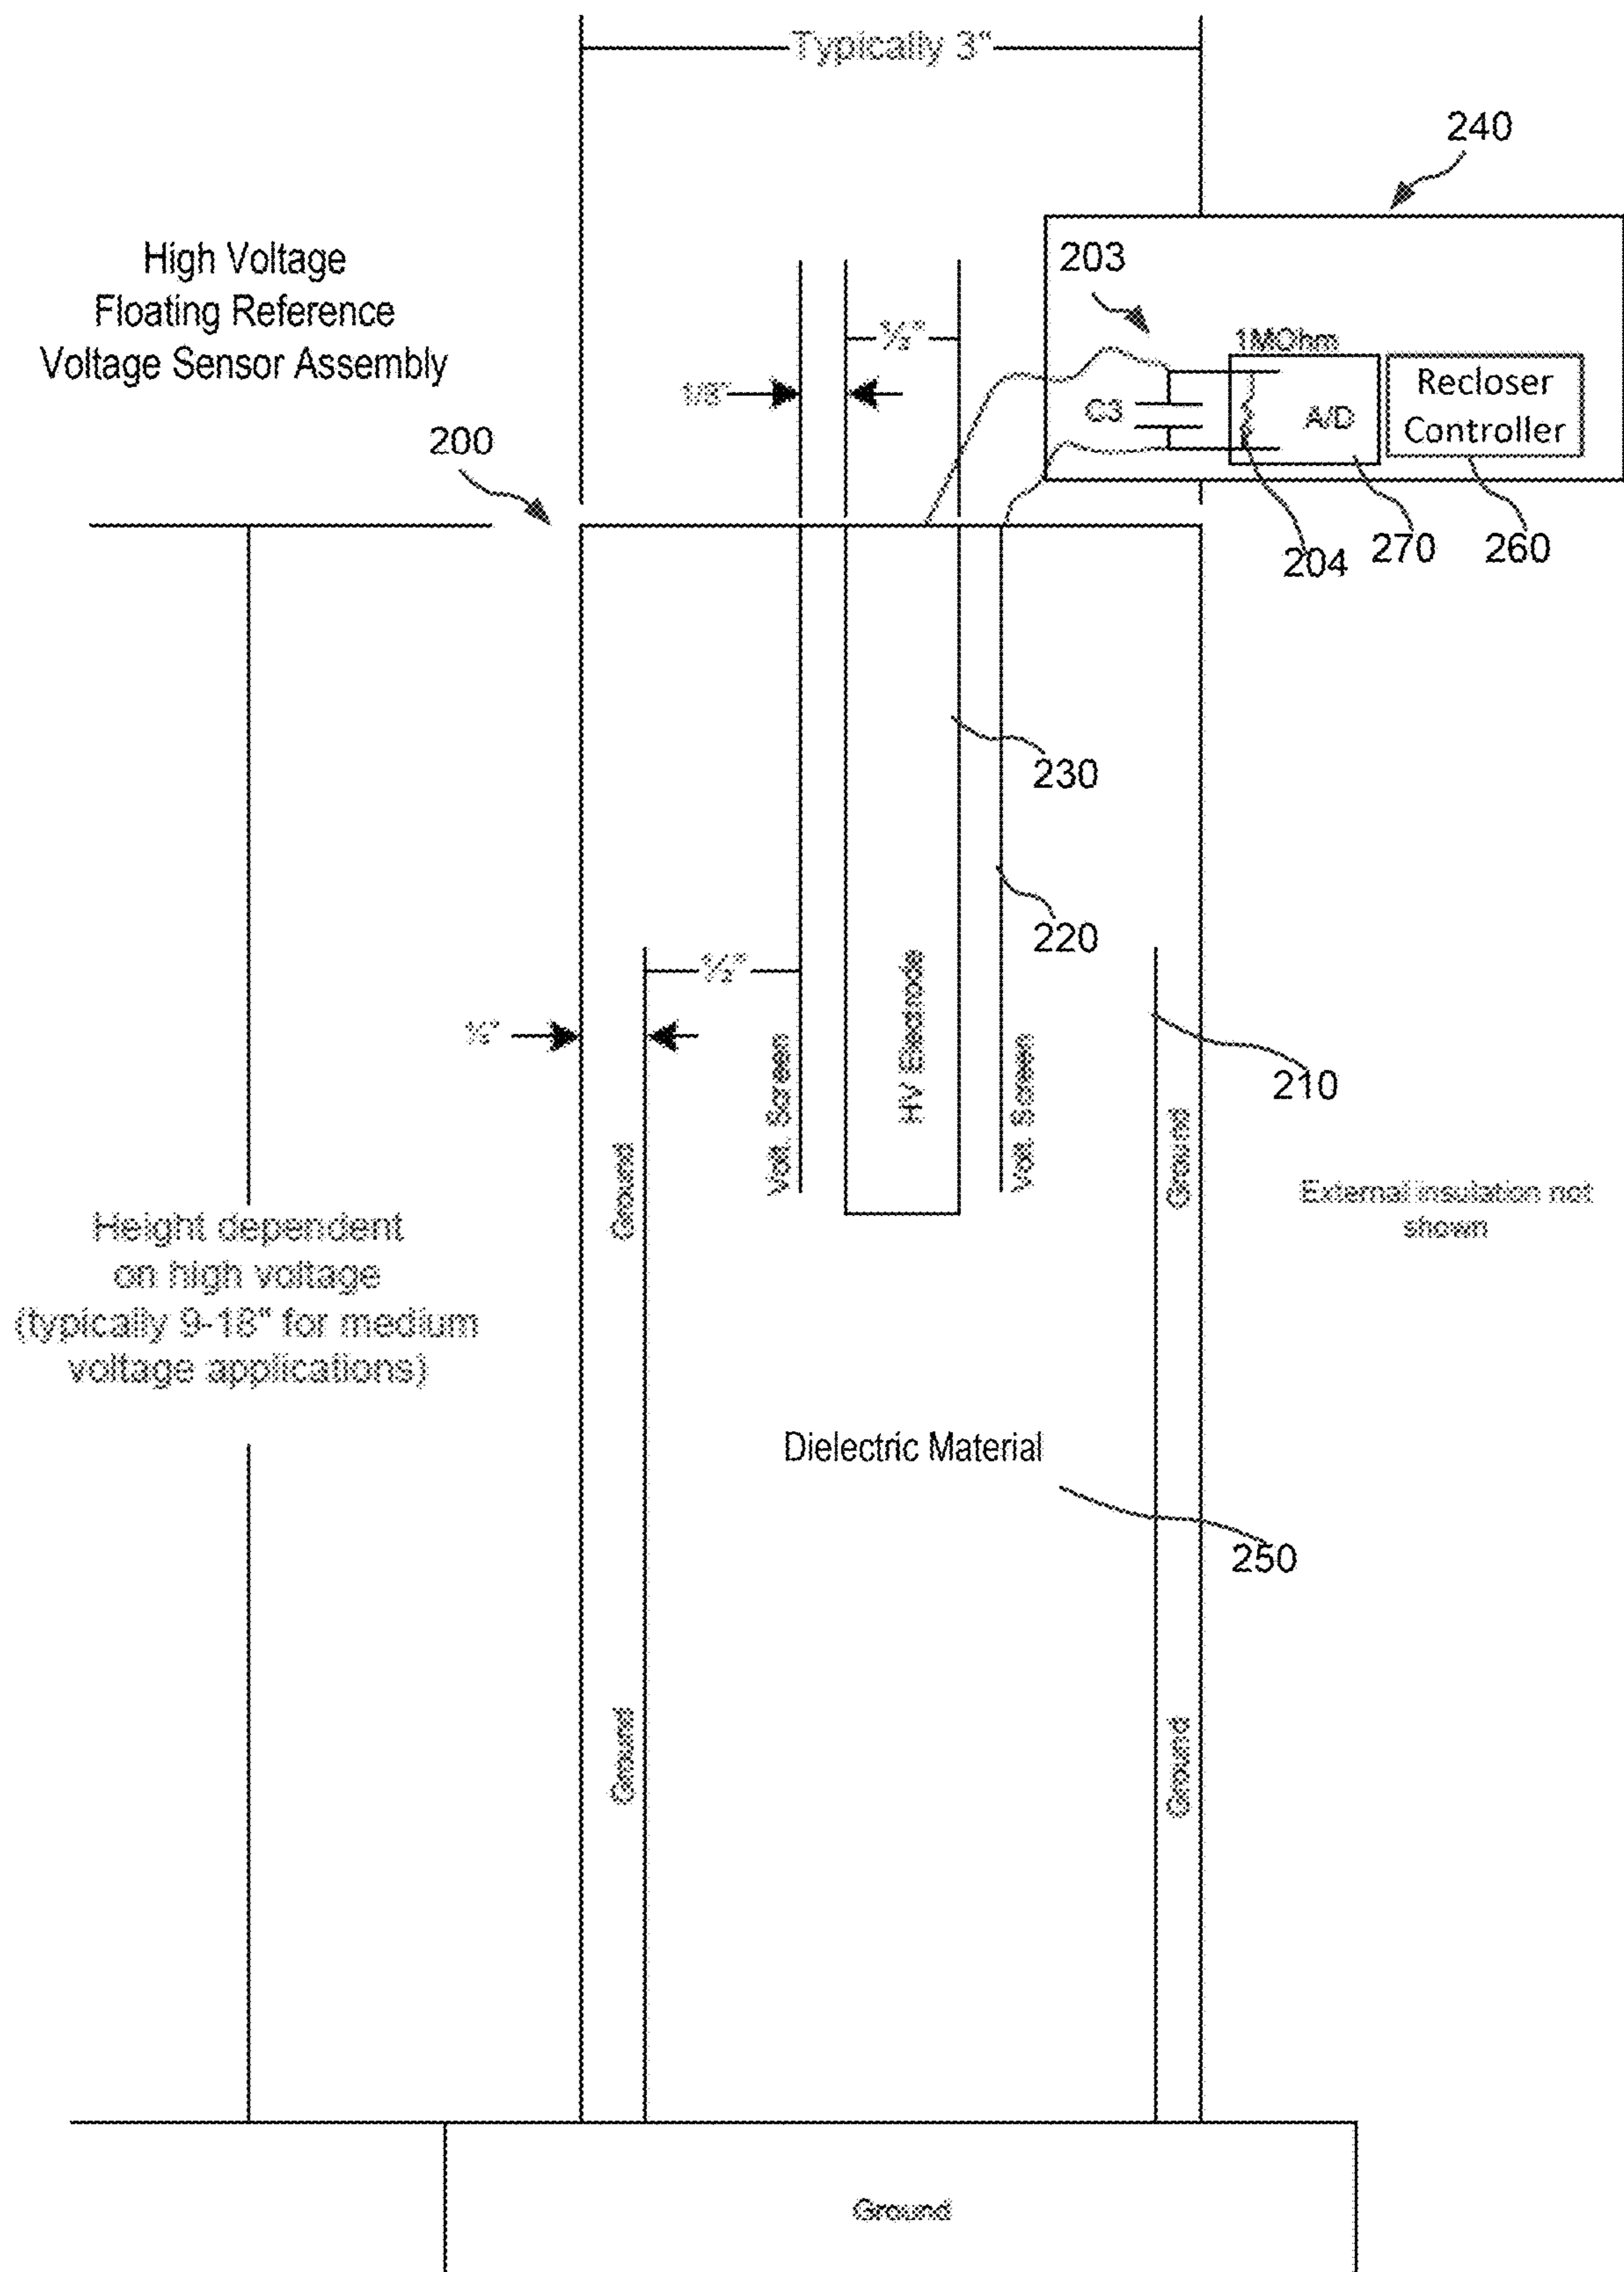 Typically 3"
240
High Voltage
Floating Reference
Voltage Sensor Assembly
203
½"
1MOhm
1/8"
C3
A/D
Recloser
Controller
200
204
270
260
230
220
½"
HV Electrode
Volt. Screen
Volt. Screen
210
Ground
Ground
External insulation not
shown
Height dependent
on high voltage
(typically 9-18" for medium
voltage applications)
Dielectric Material
250
Ground
Ground
Ground